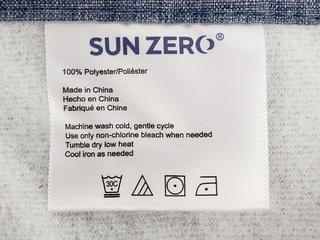 SUN ZERO®
100% Polyester/Poliéster
Made in China
Hecho en China
Fabriqué en Chine
Machine wash cold, gentle cycle
Use only non-chlorine bleach when needed
Tumble dry low heat
Cool iron as needed
30C